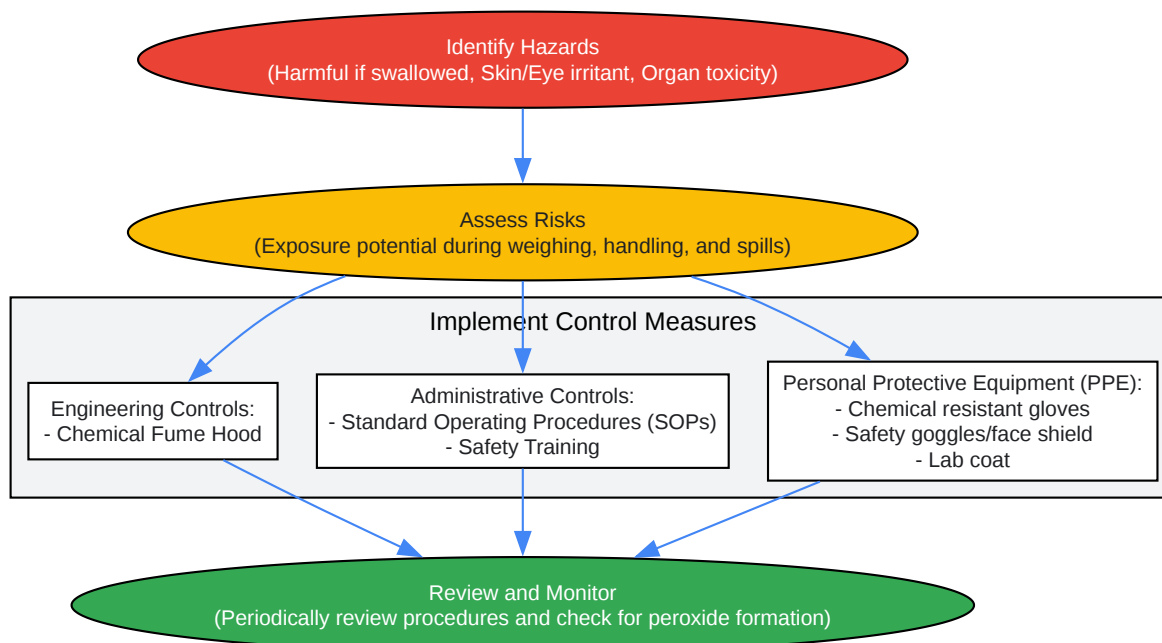 Identify Hazards
(Harmful if swallowed, Skin/Eye irritant, Organ toxicity)
Assess Risks
(Exposure potential during weighing, handling, and spills)
Implement Control Measures
Engineering Controls:
- Chemical Fume Hood
Administrative Controls:
- Standard Operating Procedures (SOPs)
- Safety Training
Personal Protective Equipment (PPE):
- Chemical resistant gloves
- Safety goggles/face shield
- Lab coat
Review and Monitor
(Periodically review procedures and check for peroxide formation)